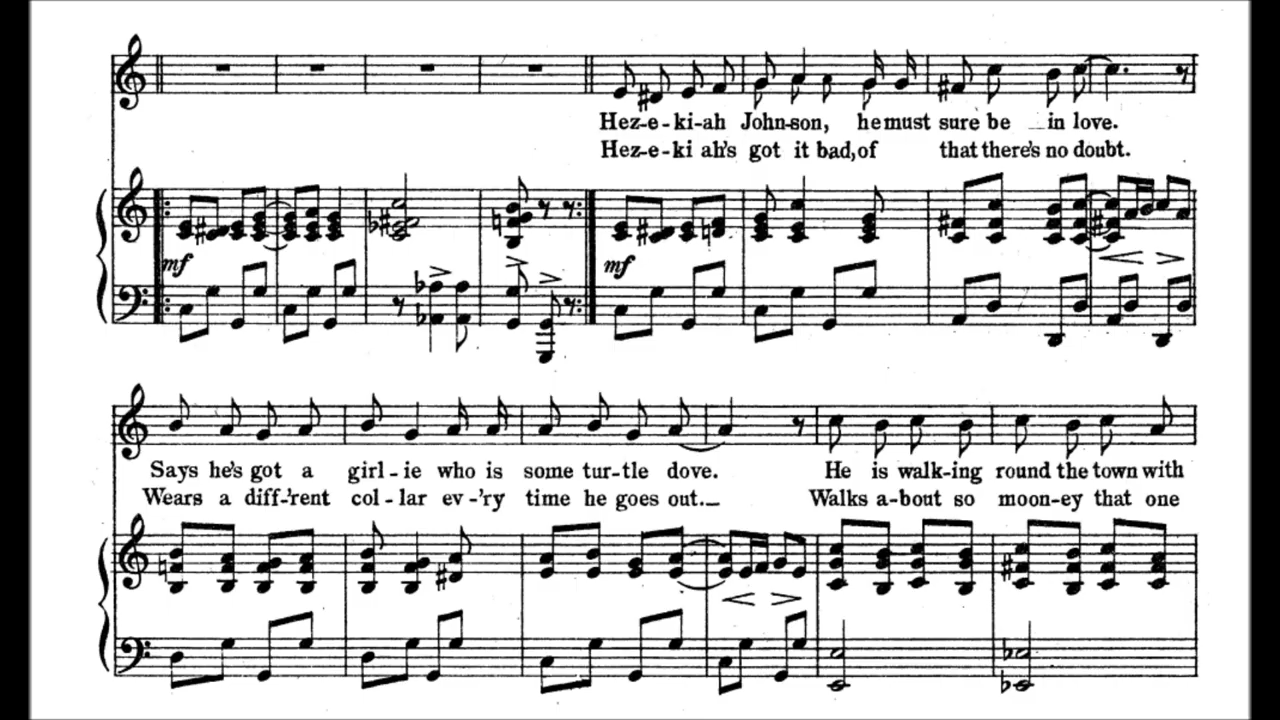 Hez-e-ki-ah John-son, he must sure be in love.
Hez-e-ki ah's got it bad, of that there's no doubt.
mf mf
Says he's got a girl-ie who is some tur-tle dove. He is walk-ing round the town with
Wears a diff-'rent col-lar ev-'ry time he goes out. Walks a-bout so moon-ey that one